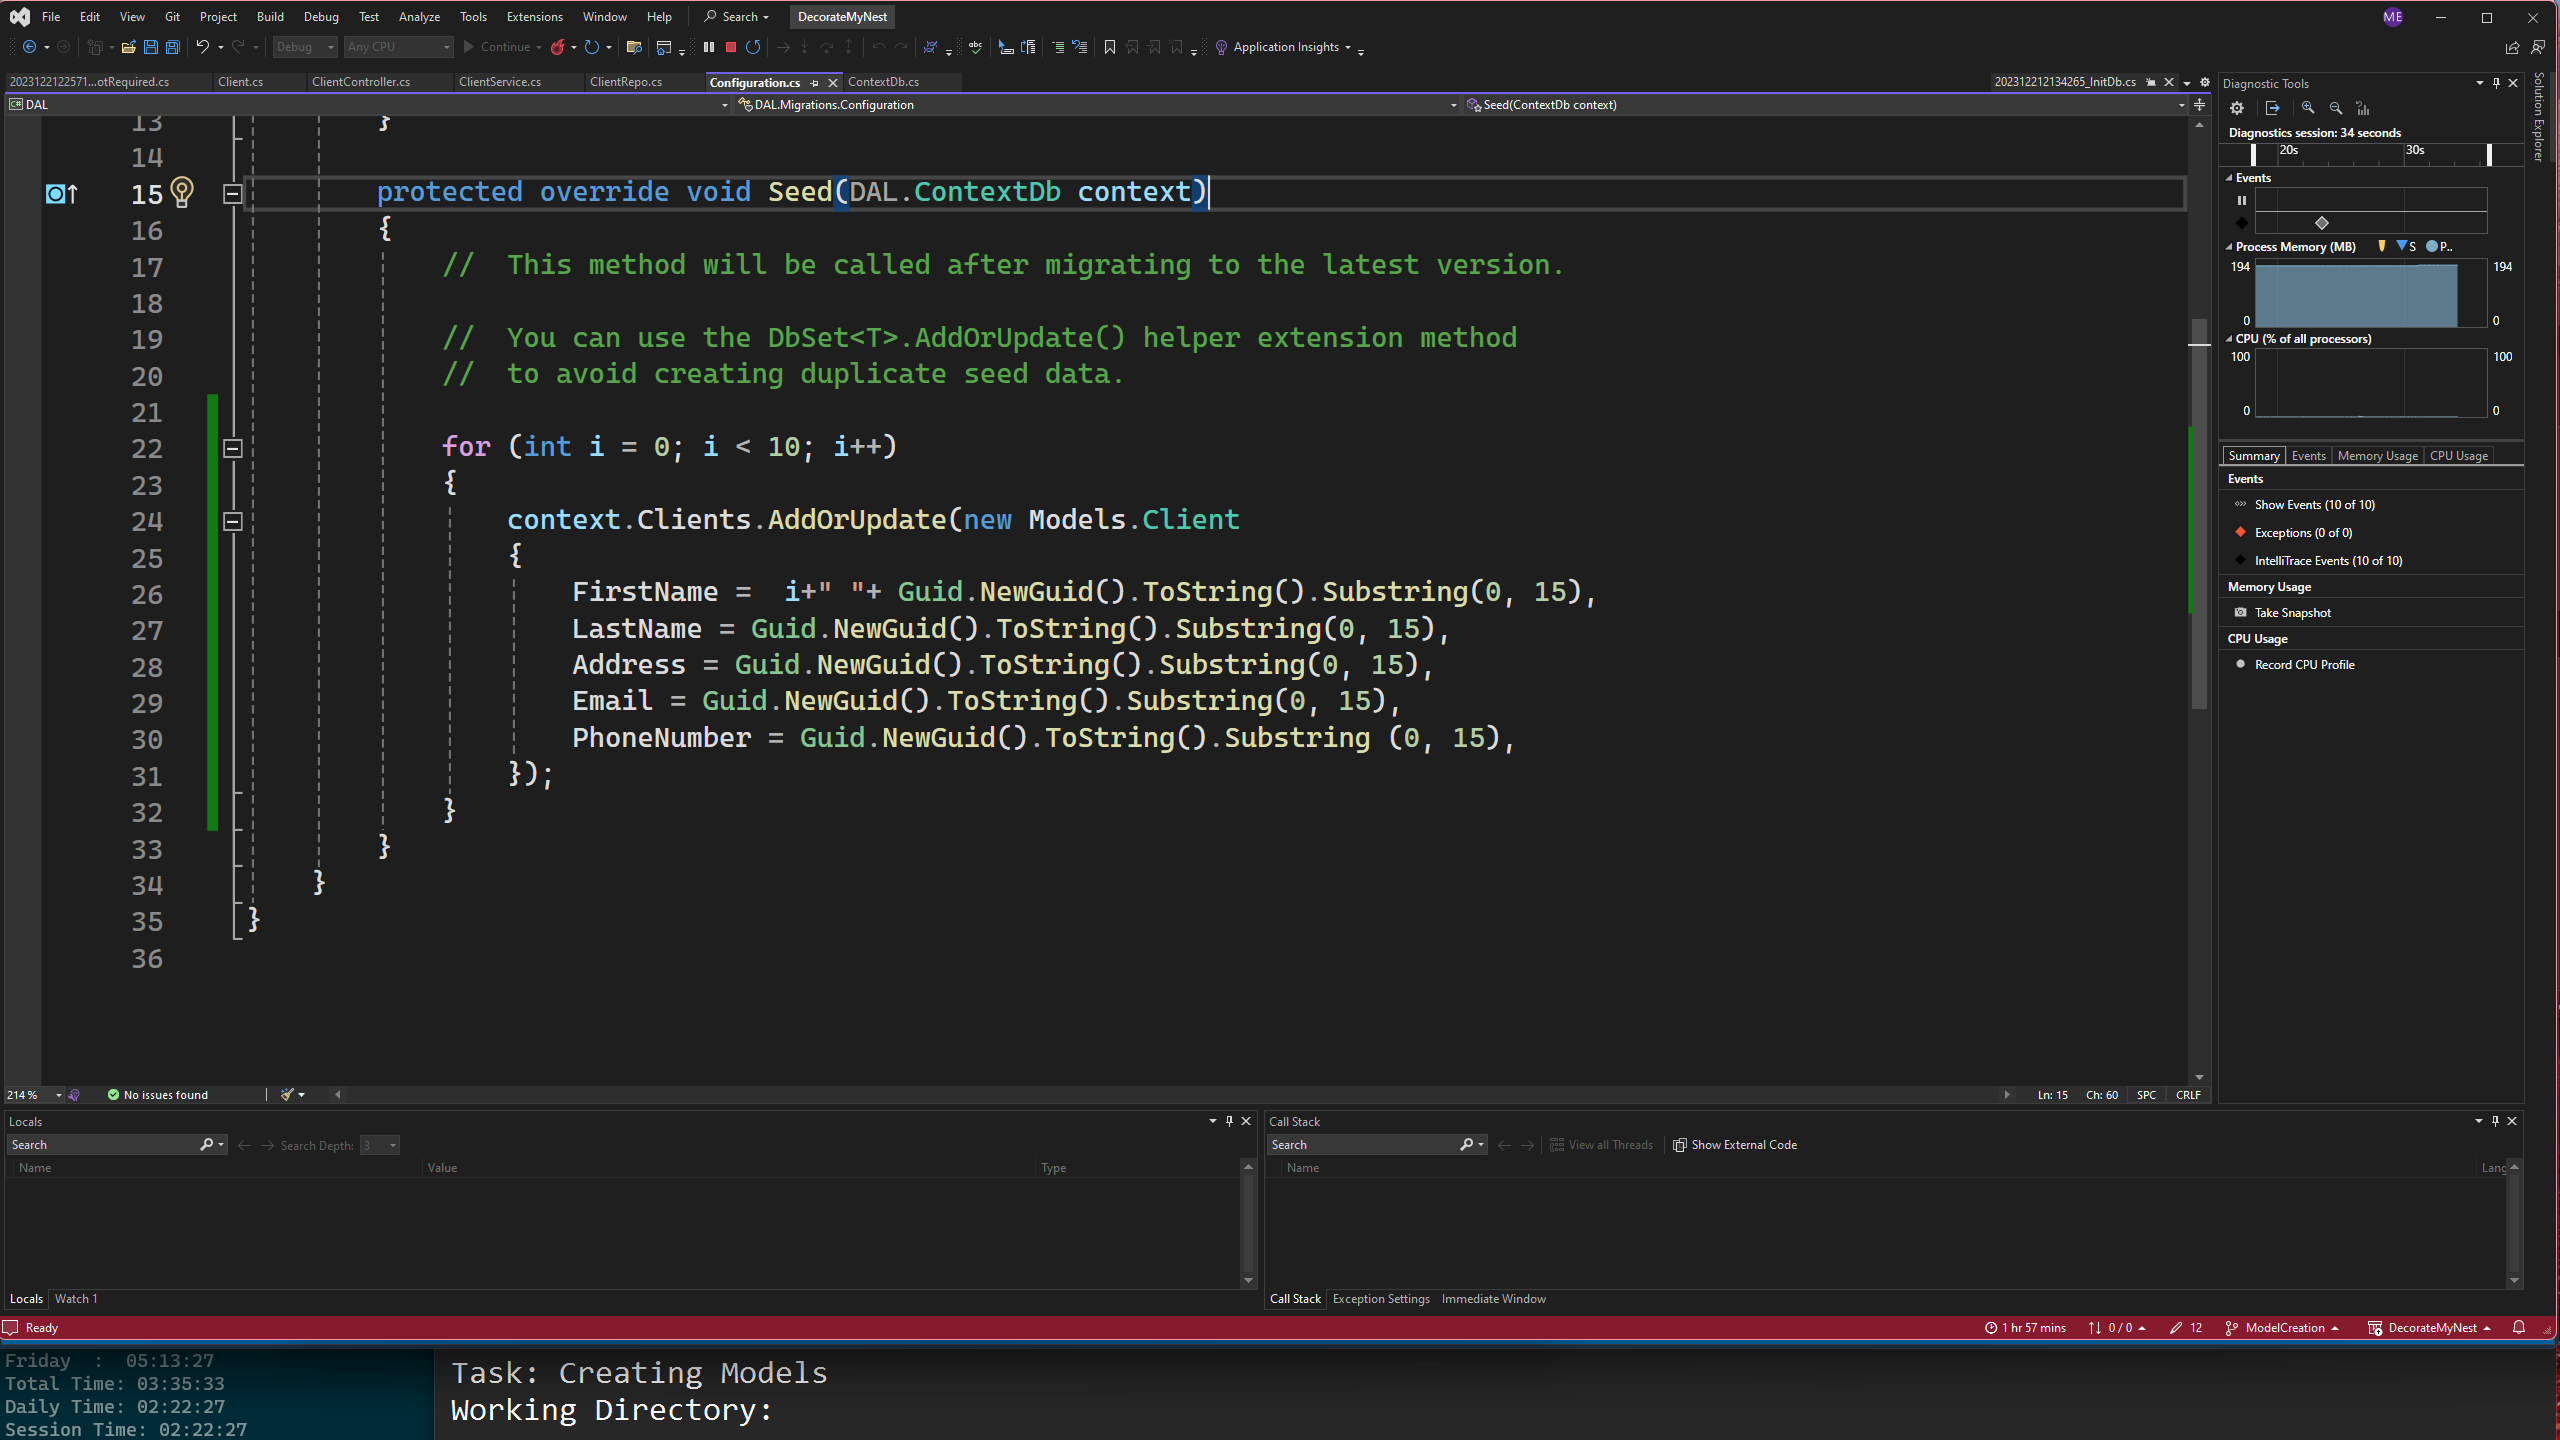 File Edit View Git Project Build Debug Test Analyze Tools Extensions Window Help Search DecorateMyNest ME
Debug Any CPU Continue Application Insights
2023122122571...otRequired.cs Client.cs ClientController.cs ClientService.cs ClientRepo.cs Configuration.cs ContextDb.cs 202312212134265_InitDb.cs
DAL DAL.Migrations.Configuration Seed(ContextDb context)
13 }
14
15 protected override void Seed(DAL.ContextDb context)
16 {
17 //  This method will be called after migrating to the latest version.
18
19 //  You can use the DbSet<T>.AddOrUpdate() helper extension method
20 //  to avoid creating duplicate seed data.
21
22 for (int i = 0; i < 10; i++)
23 {
24 context.Clients.AddOrUpdate(new Models.Client
25 {
26 FirstName =  i+" "+ Guid.NewGuid().ToString().Substring(0, 15),
27 LastName = Guid.NewGuid().ToString().Substring(0, 15),
28 Address = Guid.NewGuid().ToString().Substring(0, 15),
29 Email = Guid.NewGuid().ToString().Substring(0, 15),
30 PhoneNumber = Guid.NewGuid().ToString().Substring (0, 15),
31 });
32 }
33 }
34 }
35 }
36
214 % No issues found Ln: 15 Ch: 60 SPC CRLF
Diagnostic Tools
Diagnostics session: 34 seconds
20s 30s
Events
Process Memory (MB) S P..
194 194
0 0
CPU (% of all processors)
100 100
0 0
Summary Events Memory Usage CPU Usage
Events
Show Events (10 of 10)
Exceptions (0 of 0)
IntelliTrace Events (10 of 10)
Memory Usage
Take Snapshot
CPU Usage
Record CPU Profile
Solution Explorer
Locals
Search Search Depth: 3
Name Value Type
Locals Watch 1
Call Stack
Search View all Threads Show External Code
Name Lang
Call Stack Exception Settings Immediate Window
Ready 1 hr 57 mins 0 / 0 12 ModelCreation DecorateMyNest
Friday  :  05:13:27
Total Time: 03:35:33
Daily Time: 02:22:27
Session Time: 02:22:27
Task: Creating Models
Working Directory: